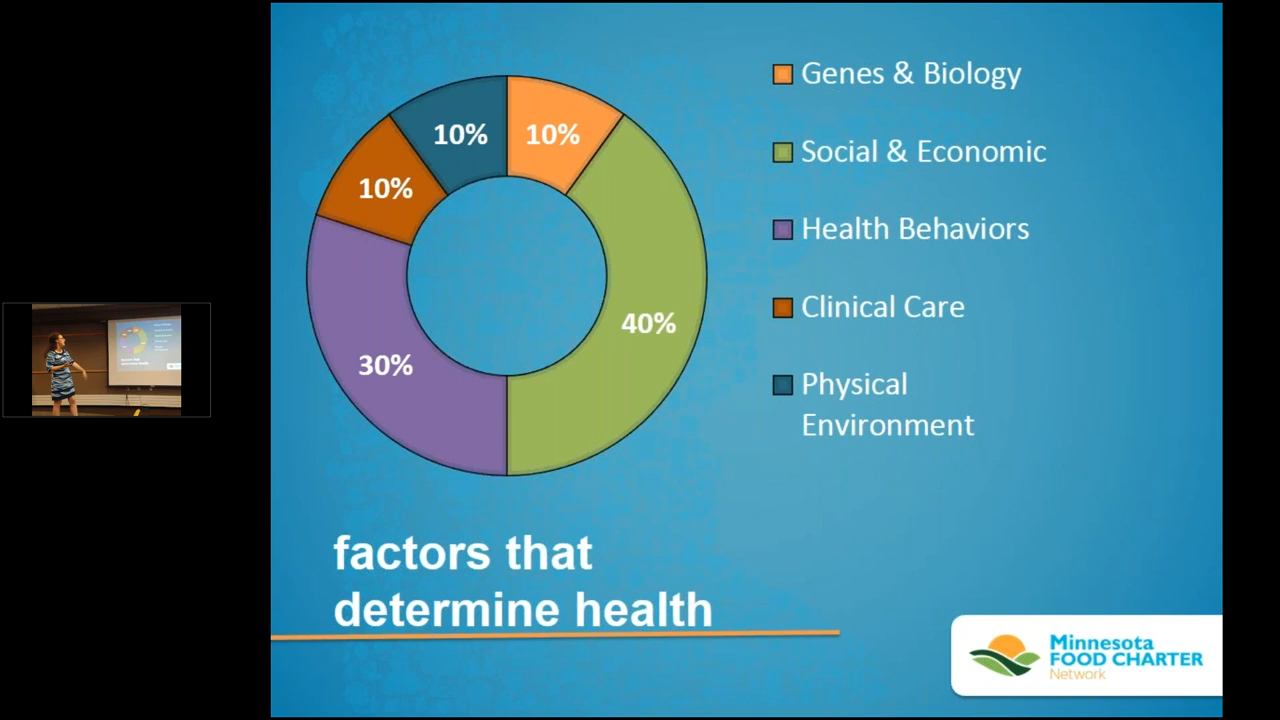 10%
10%
10%
40%
30%
Genes & Biology
Social & Economic
Health Behaviors
Clinical Care
Physical
Environment
factors that
determine health
Minnesota
FOOD CHARTER
Network